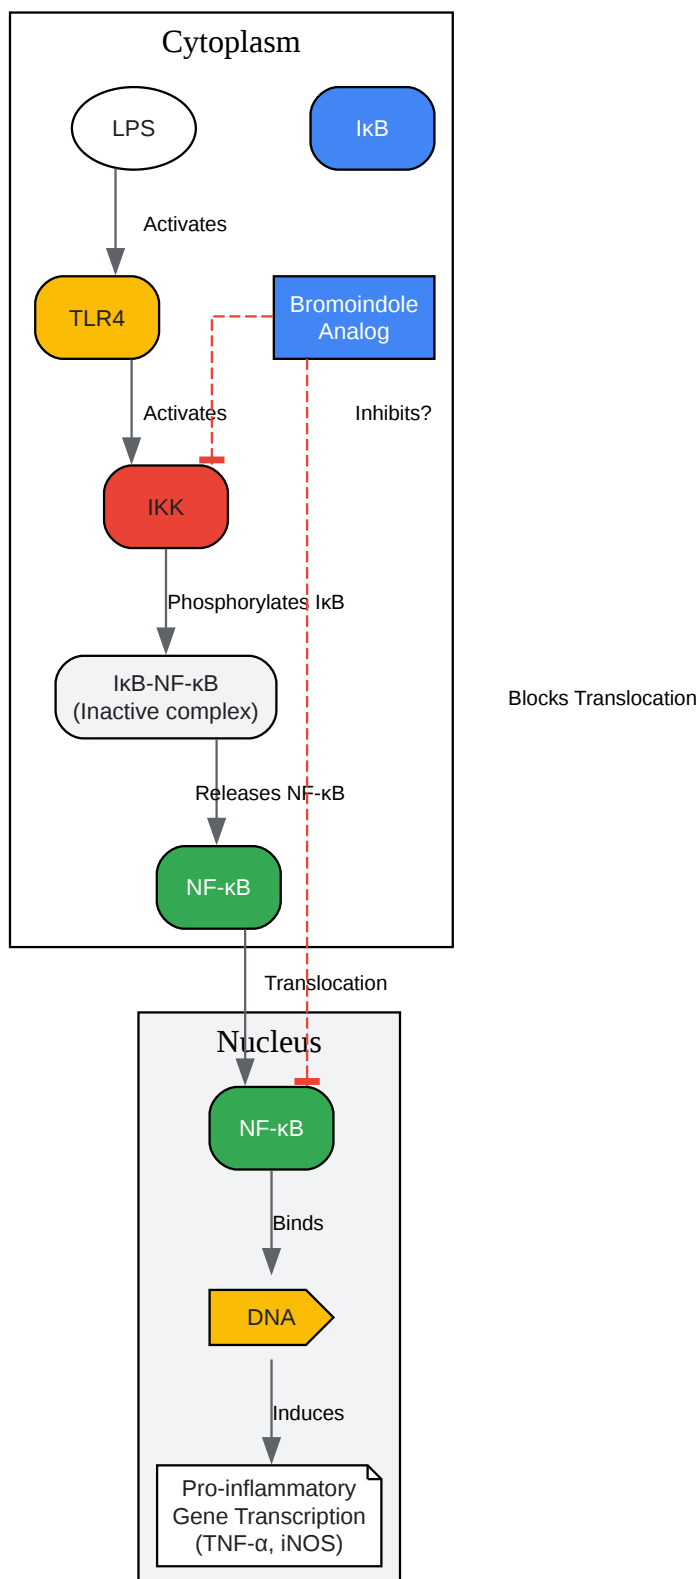 Cytoplasm
LPS
IκB
Activates
TLR4
Bromoindole
Analog
Activates
Inhibits?
IKK
Phosphorylates IκB
IκB-NF-κB
(Inactive complex)
Blocks Translocation
Releases NF-κB
NF-κB
Translocation
Nucleus
NF-κB
Binds
DNA
Induces
Pro-inflammatory
Gene Transcription
(TNF-α, iNOS)